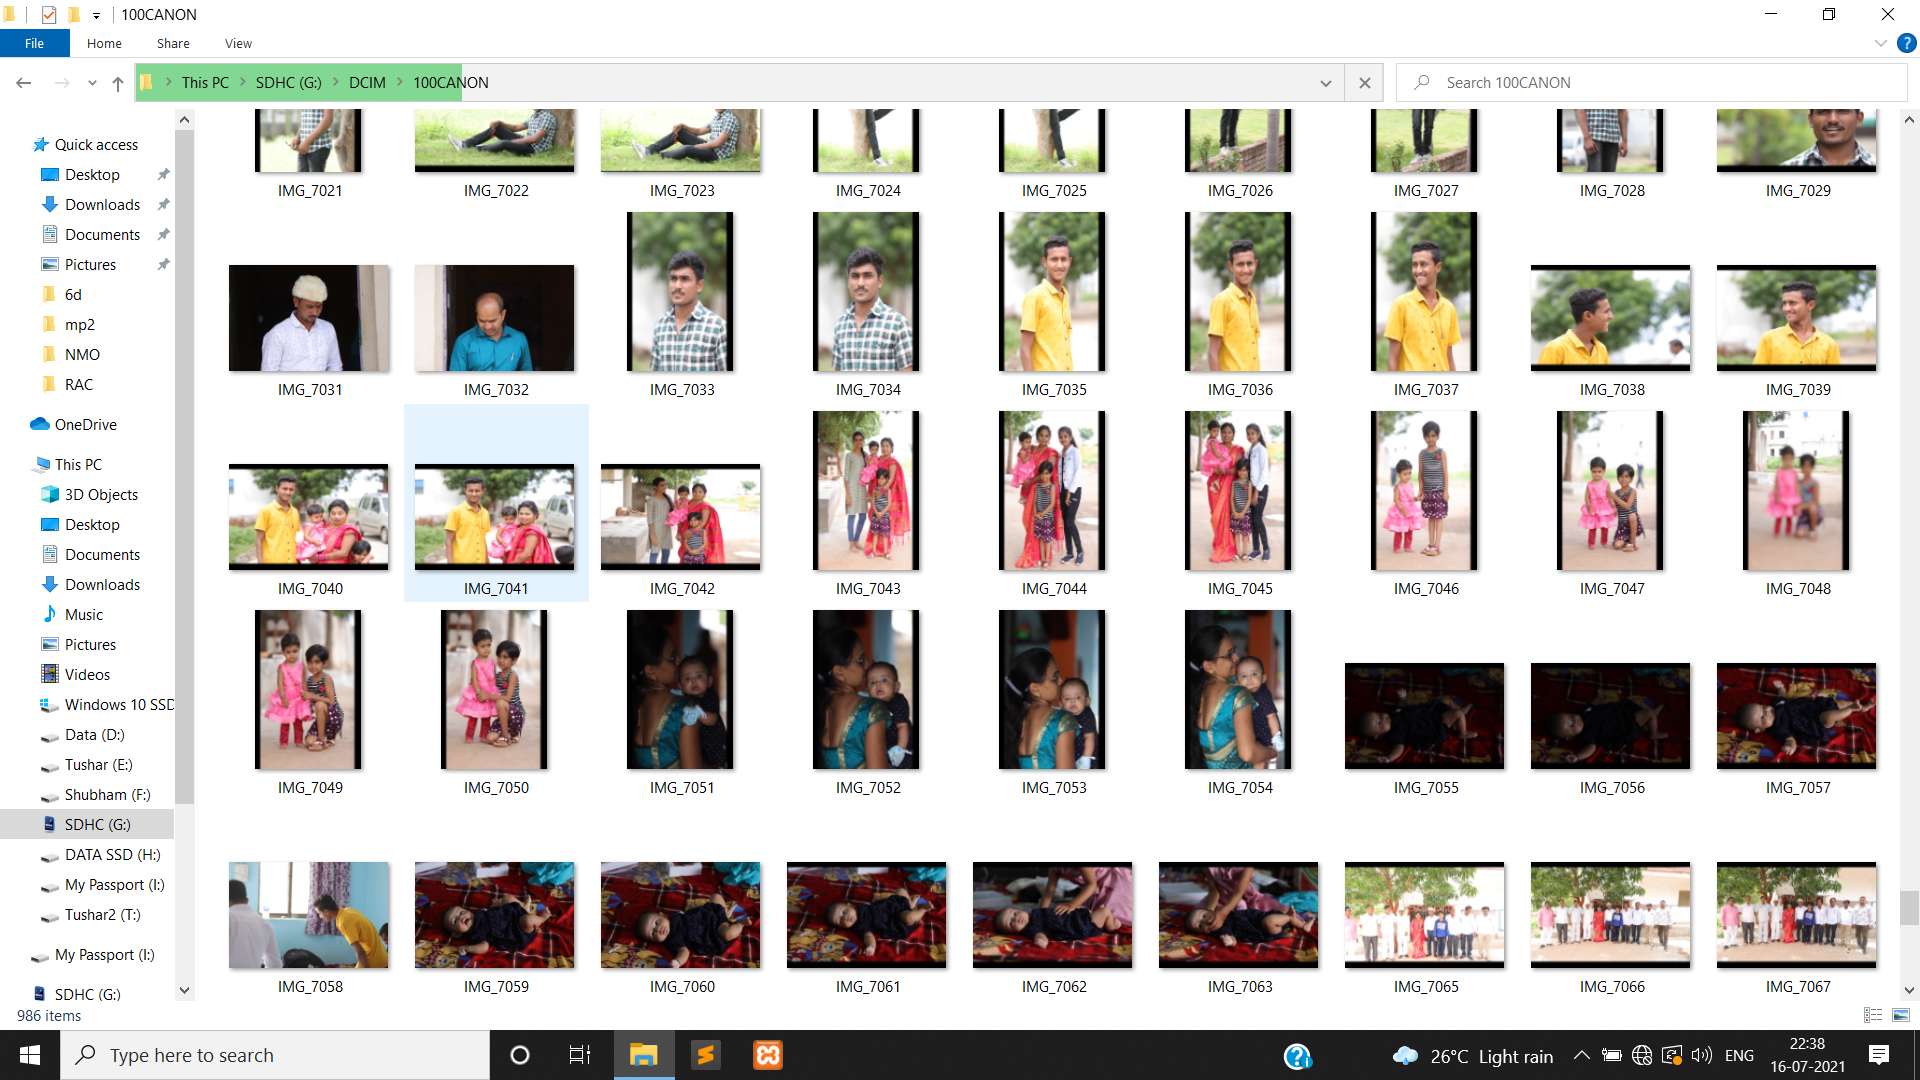 100CANON
File Home Share View
This PC SDHC (G:) DCIM 100CANON
Search 100CANON
Quick access
Desktop
Downloads
Documents
Pictures
6d
mp2
NMO
RAC
OneDrive
This PC
3D Objects
Desktop
Documents
Downloads
Music
Pictures
Videos
Windows 10 SSD
Data (D:)
Tushar (E:)
Shubham (F:)
SDHC (G:)
DATA SSD (H:)
My Passport (I:)
Tushar2 (T:)
My Passport (I:)
SDHC (G:)
IMG_7021 IMG_7022 IMG_7023 IMG_7024 IMG_7025 IMG_7026 IMG_7027 IMG_7028 IMG_7029
IMG_7031 IMG_7032 IMG_7033 IMG_7034 IMG_7035 IMG_7036 IMG_7037 IMG_7038 IMG_7039
IMG_7040 IMG_7041 IMG_7042 IMG_7043 IMG_7044 IMG_7045 IMG_7046 IMG_7047 IMG_7048
IMG_7049 IMG_7050 IMG_7051 IMG_7052 IMG_7053 IMG_7054 IMG_7055 IMG_7056 IMG_7057
IMG_7058 IMG_7059 IMG_7060 IMG_7061 IMG_7062 IMG_7063 IMG_7065 IMG_7066 IMG_7067
986 items
Type here to search
26°C Light rain
ENG
22:38
16-07-2021